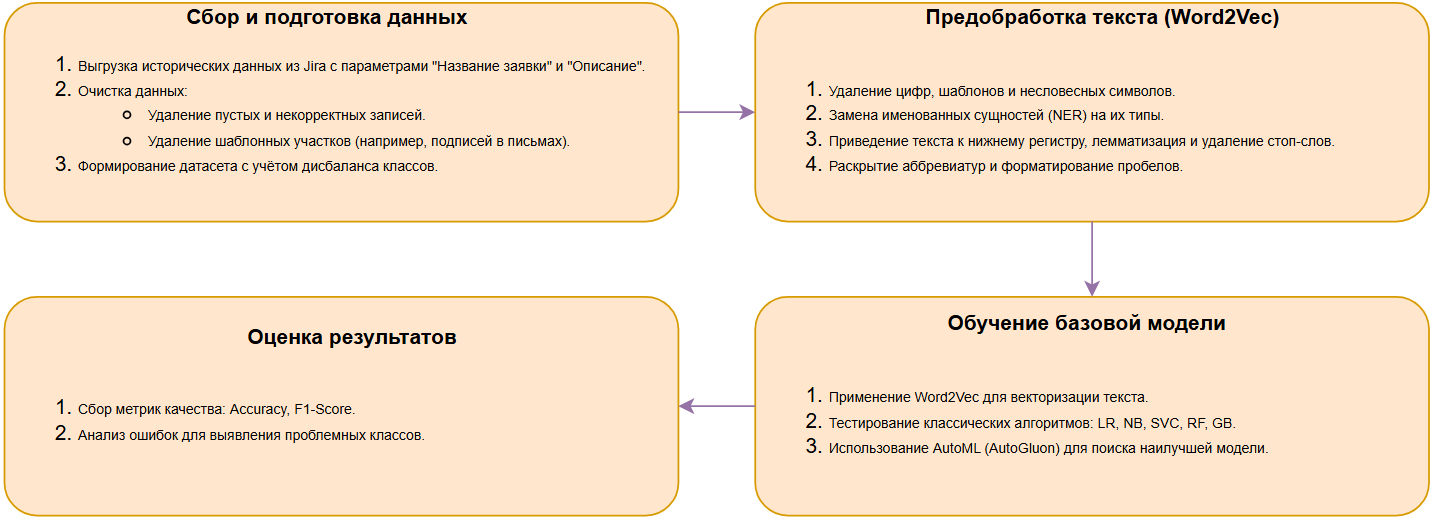 Сбор и подготовка данных
1. Выгрузка исторических данных из Jira с параметрами "Название заявки" и "Описание".
2. Очистка данных:
Удаление пустых и некорректных записей.
Удаление шаблонных участков (например, подписей в письмах).
3. Формирование датасета с учётом дисбаланса классов.
Предобработка текста (Word2Vec)
1. Удаление цифр, шаблонов и несловесных символов.
2. Замена именованных сущностей (NER) на их типы.
3. Приведение текста к нижнему регистру, лемматизация и удаление стоп-слов.
4. Раскрытие аббревиатур и форматирование пробелов.
Обучение базовой модели
1. Применение Word2Vec для векторизации текста.
2. Тестирование классических алгоритмов: LR, NB, SVC, RF, GB.
3. Использование AutoML (AutoGluon) для поиска наилучшей модели.
Оценка результатов
1. Сбор метрик качества: Accuracy, F1-Score.
2. Анализ ошибок для выявления проблемных классов.